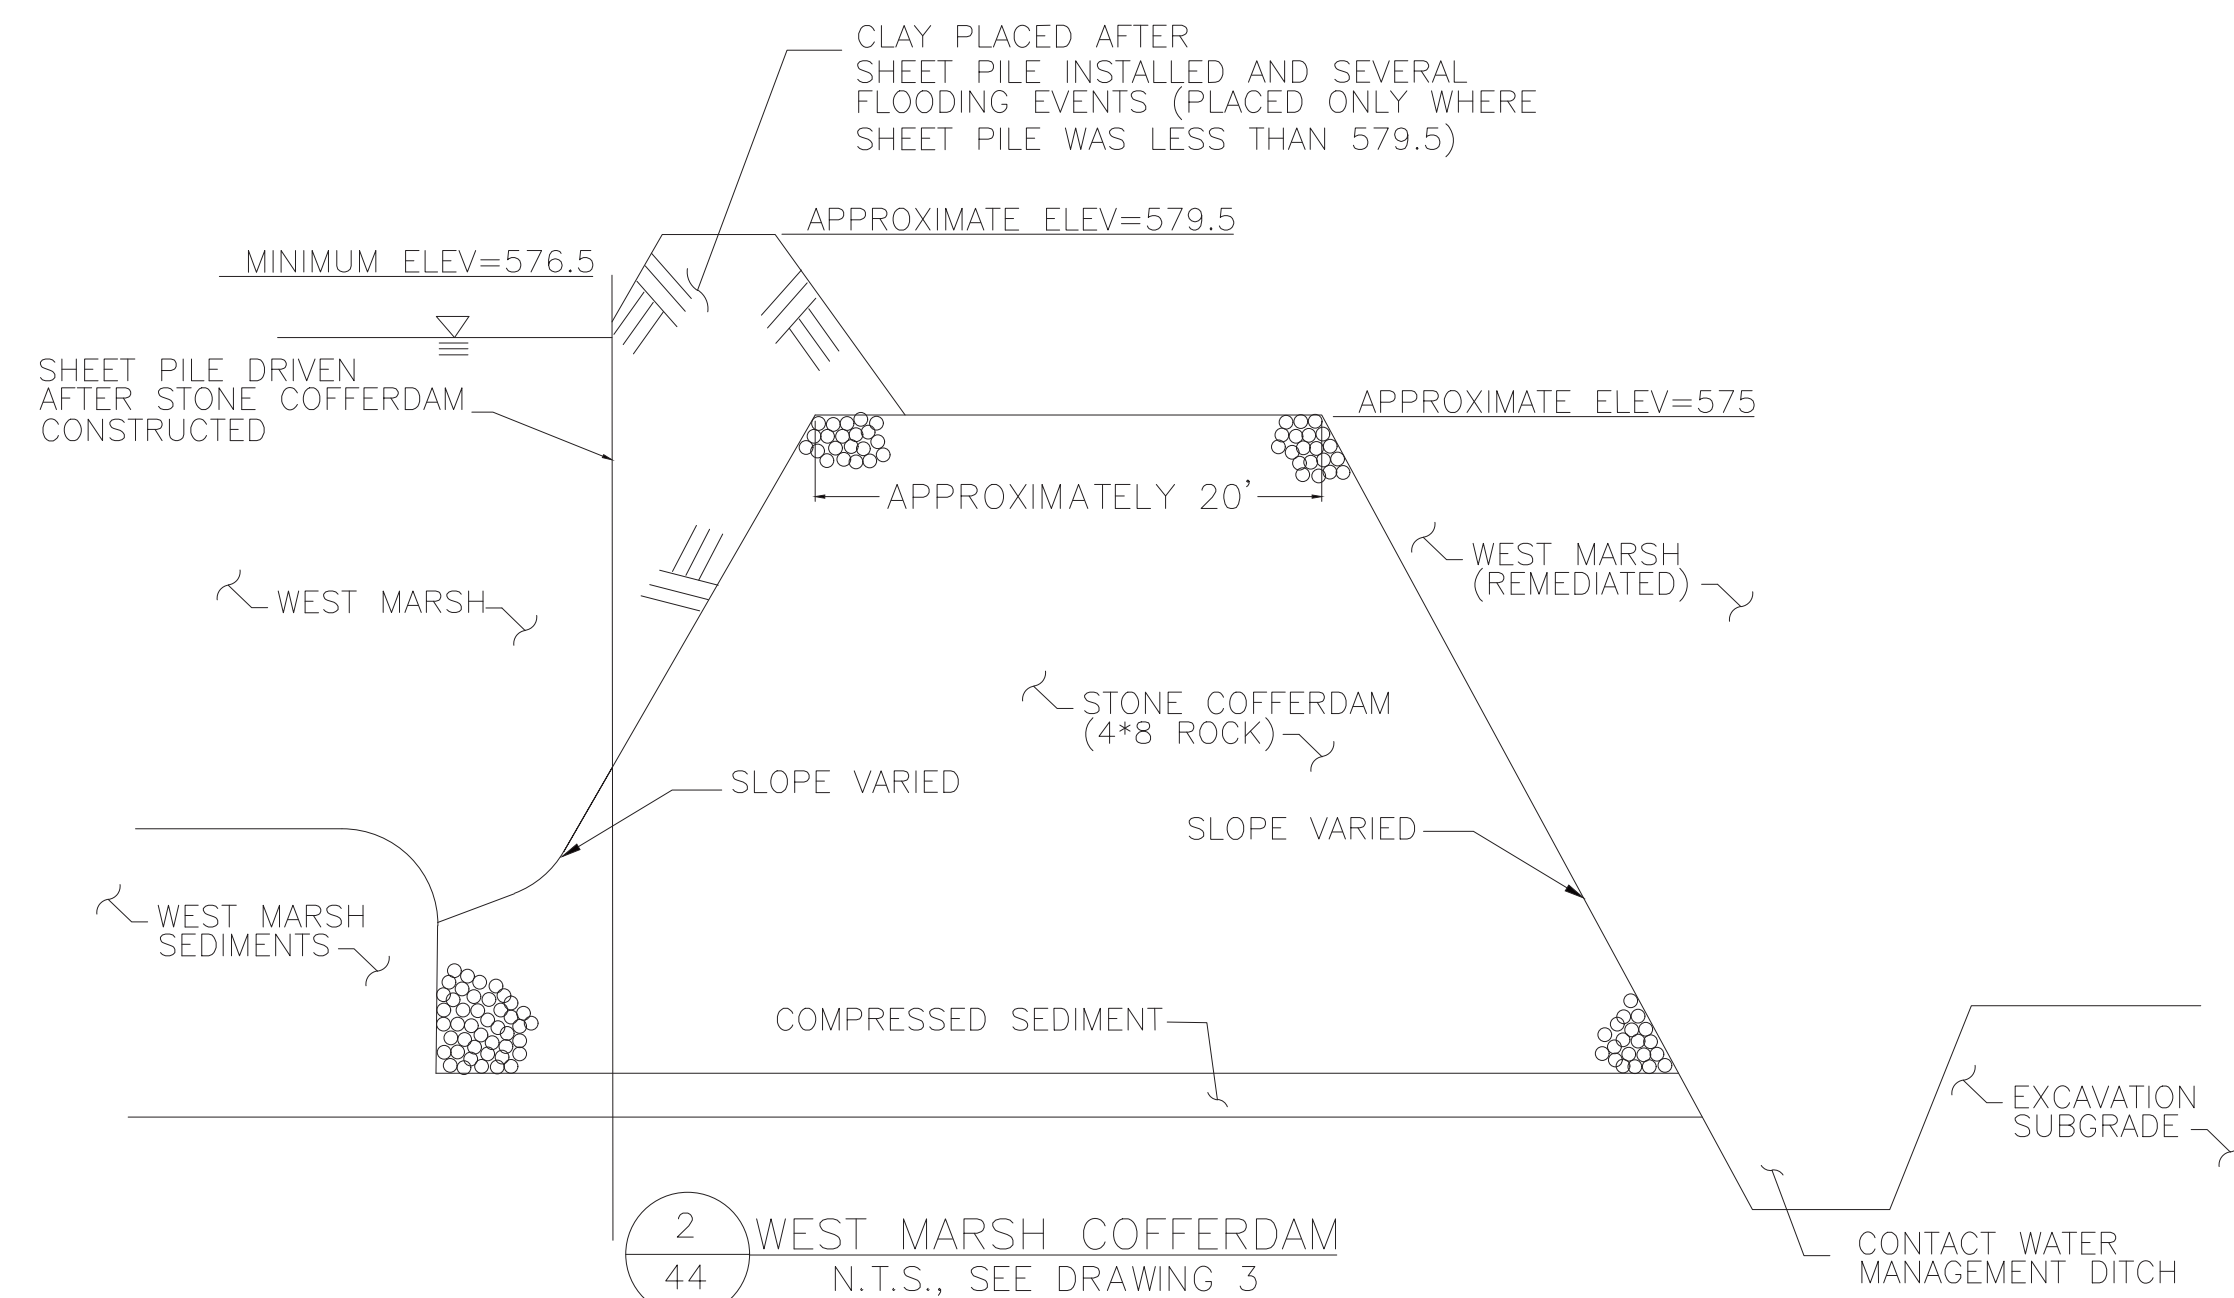 CLAY PLACED AFTER
SHEET PILE INSTALLED AND SEVERAL
FLOODING EVENTS (PLACED ONLY WHERE
SHEET PILE WAS LESS THAN 579.5)
APPROXIMATE ELEV=579.5
MINIMUM ELEV=576.5
SHEET PILE DRIVEN
AFTER STONE COFFERDAM
CONSTRUCTED
APPROXIMATE ELEV=575
APPROXIMATELY 20'
WEST MARSH
(REMEDIATED)
WEST MARSH
STONE COFFERDAM
(4*8 ROCK)
SLOPE VARIED
SLOPE VARIED
WEST MARSH
SEDIMENTS
COMPRESSED SEDIMENT
EXCAVATION
SUBGRADE
2
44
WEST MARSH COFFERDAM
N.T.S., SEE DRAWING 3
CONTACT WATER
MANAGEMENT DITCH